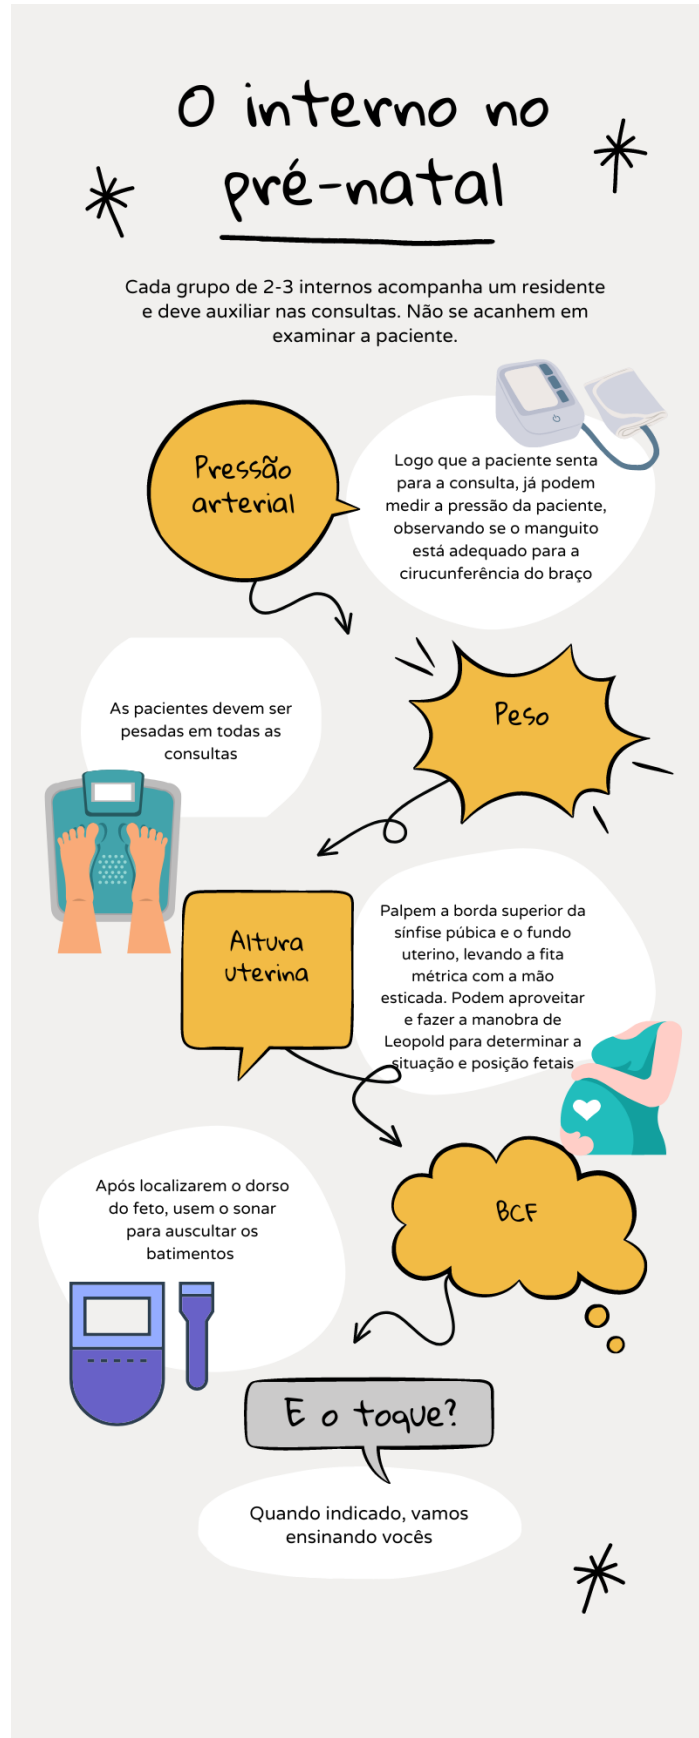 O interno no
pré-natal
Cada grupo de 2-3 internos acompanha um residente
e deve auxiliar nas consultas. Não se acanhem em
examinar a paciente.
Pressão
arterial
Logo que a paciente senta
para a consulta, já podem
medir a pressão da paciente,
observando se o manguito
está adequado para a
cirucunferência do braço
Peso
As pacientes devem ser
pesadas em todas as
consultas
Altura
uterina
Palpem a borda superior da
sínfise púbica e o fundo
uterino, levando a fita
métrica com a mão
esticada. Podem aproveitar
e fazer a manobra de
Leopold para determinar a
situação e posição fetais
BCF
Após localizarem o dorso
do feto, usem o sonar
para auscultar os
batimentos
E o toque?
Quando indicado, vamos
ensinando vocês